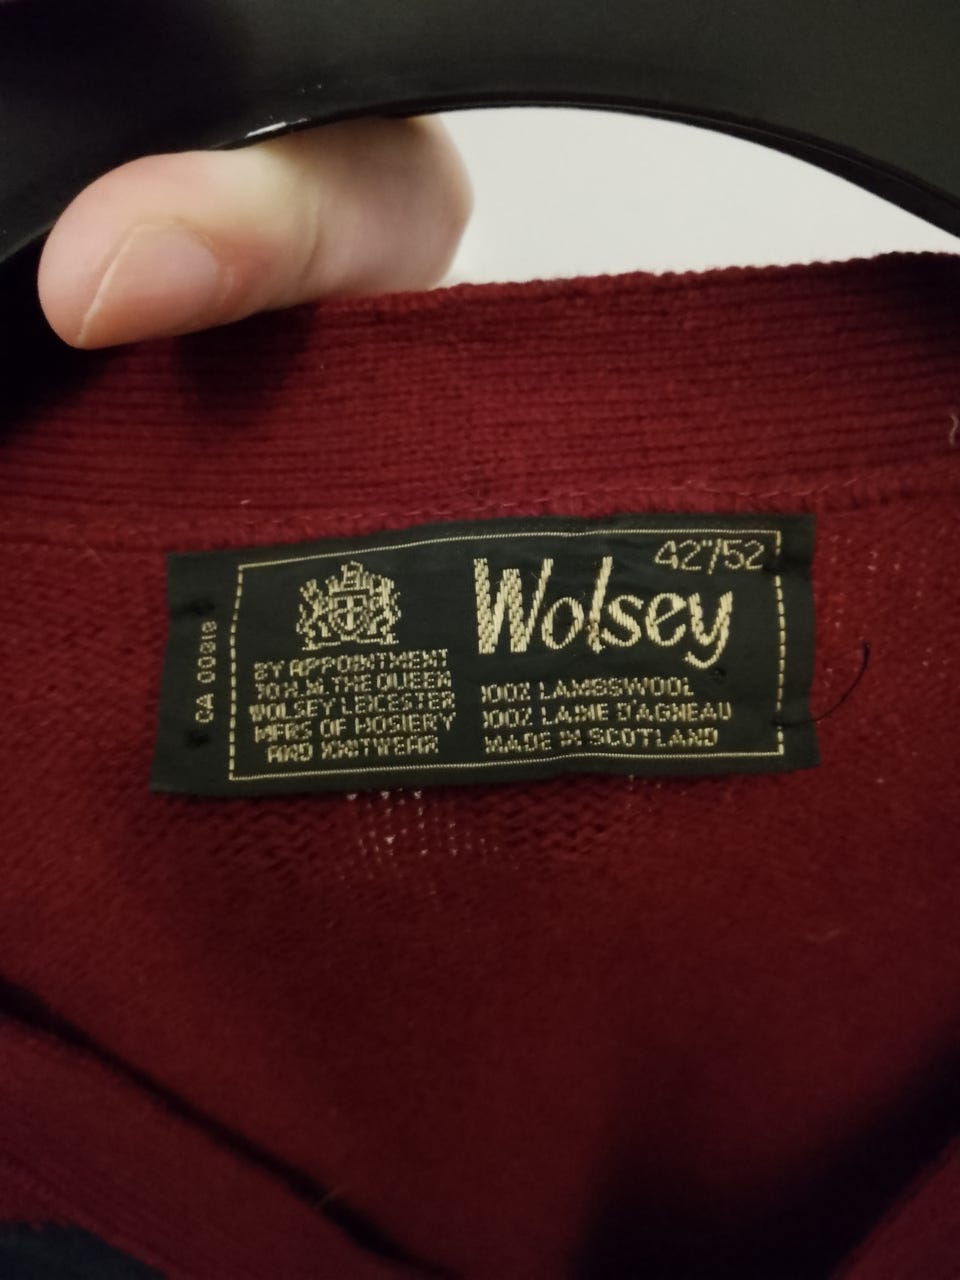 42"/52
Wolsey
BY APPOINTMENT
TO H.M. THE QUEEN
WOLSEY LEICESTER
MFRS OF HOSIERY
AND KNITWEAR
100% LAMBSWOOL
100% LAINE D'AGNEAU
MADE IN SCOTLAND
CA